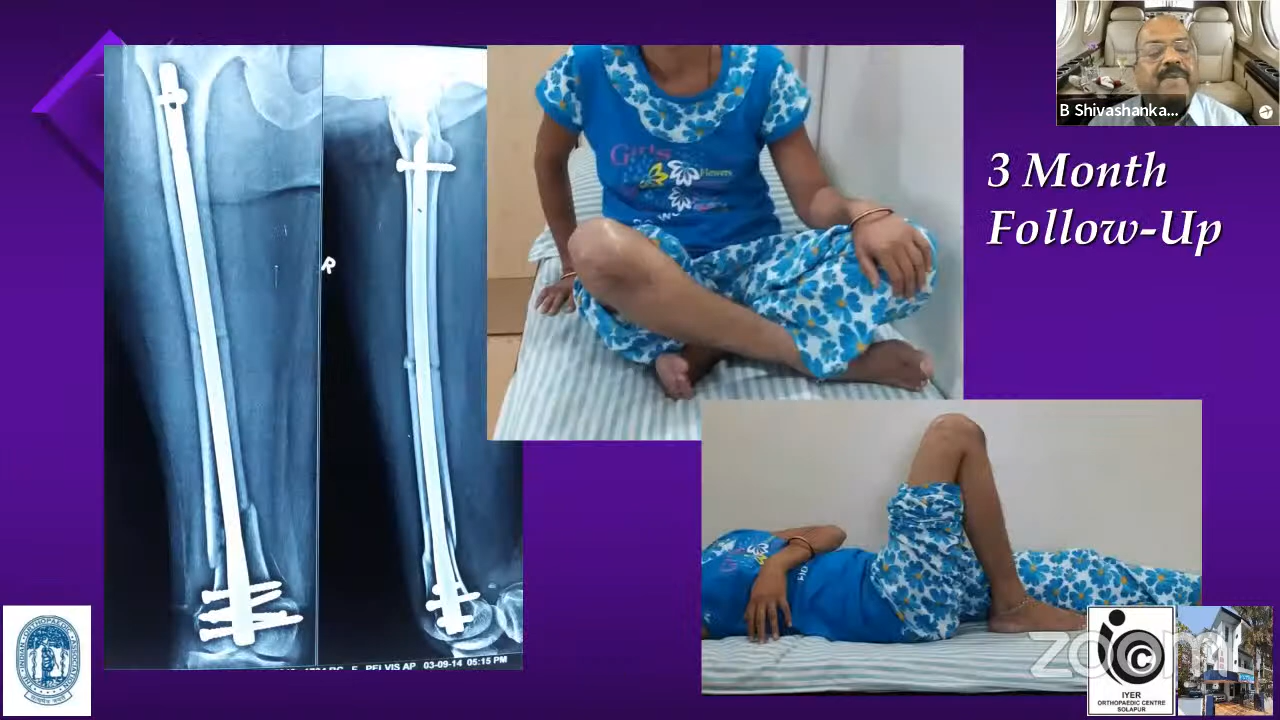 B Shivashanka...
3 Month
Follow-Up
R
Girls
Flowers
PELVIS AP 03-09-14 05:15 PM
zoom
IYER
ORTHOPAEDIC CENTRE
SOLAPUR